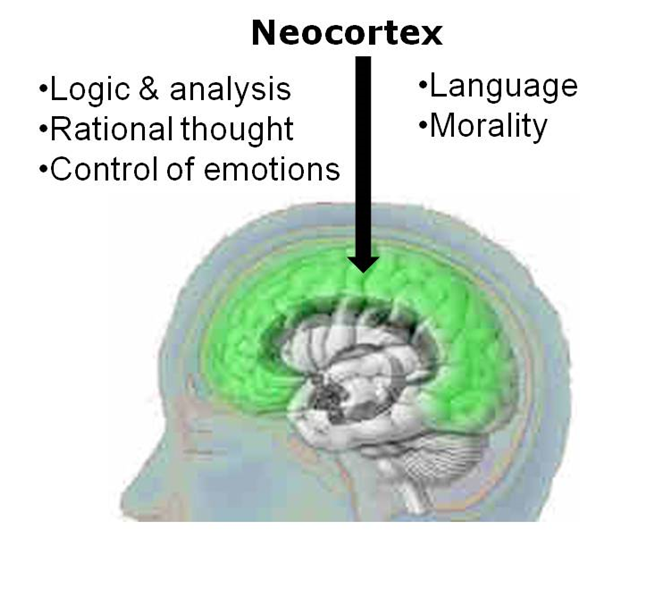 Neocortex
•Logic & analysis
•Rational thought
•Control of emotions
•Language
•Morality